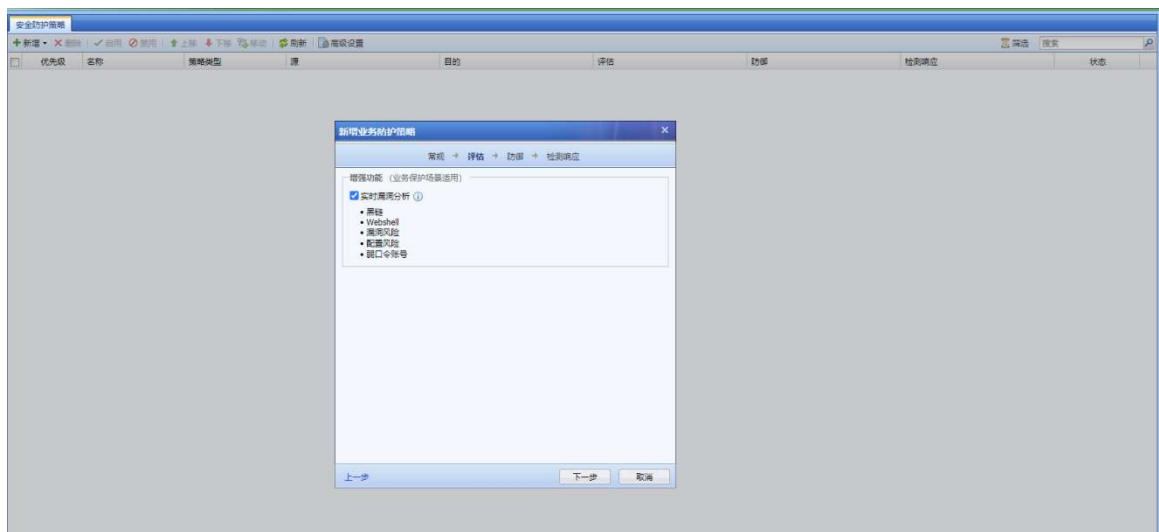 安全防护策略
新增 删除 启用 禁用 上移 下移 移动 刷新 高级设置 筛选 搜索
优先级 名称 策略类型 源 目的 评估 防御 检测响应 状态
新增业务防护策略
常规 → 评估 → 防御 → 检测响应
增强功能 (业务保护场景适用)
实时漏洞分析
• 黑链
• Webshell
• 漏洞风险
• 配置风险
• 弱口令账号
上一步 下一步 取消